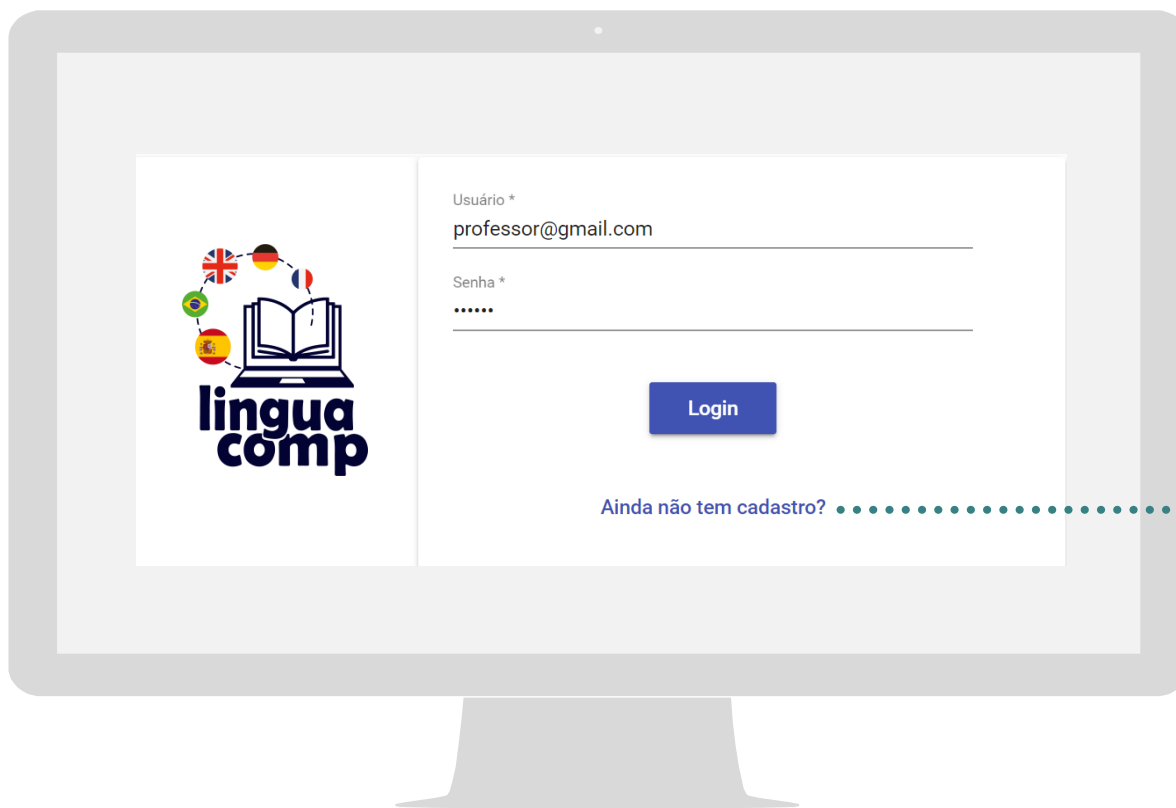 Usuário *
professor@gmail.com
Senha *
••••••
Login
Ainda não tem cadastro?
lingua
comp